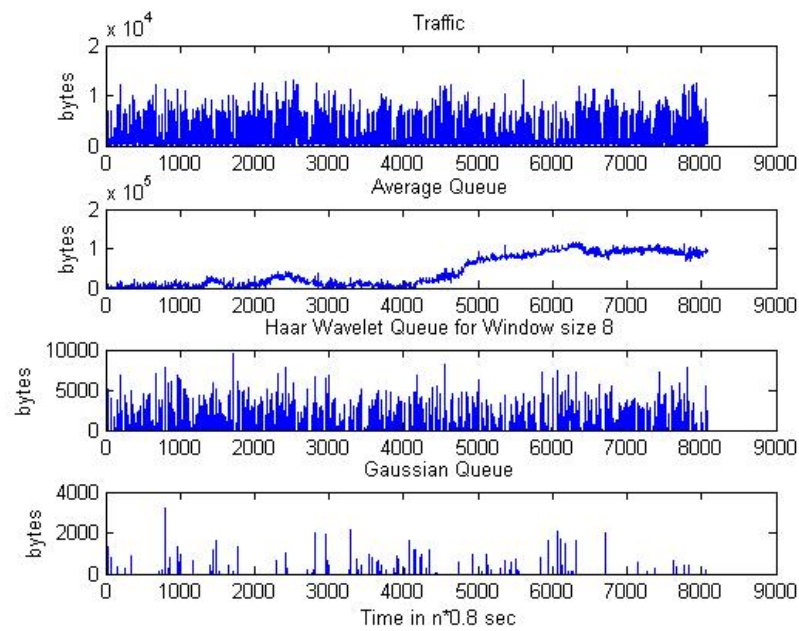 Traffic
x 10^4
2
1
0
bytes
0 1000 2000 3000 4000 5000 6000 7000 8000 9000
Average Queue
x 10^5
2
1
0
bytes
0 1000 2000 3000 4000 5000 6000 7000 8000 9000
Haar Wavelet Queue for Window size 8
10000
5000
0
bytes
0 1000 2000 3000 4000 5000 6000 7000 8000 9000
Gaussian Queue
4000
2000
0
bytes
0 1000 2000 3000 4000 5000 6000 7000 8000 9000
Time in n*0.8 sec